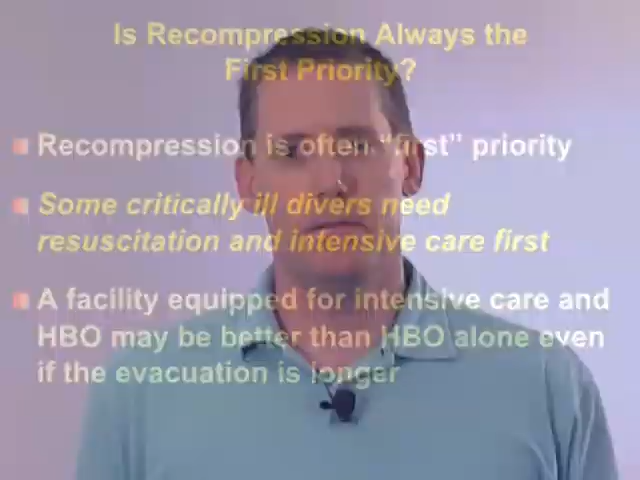 Is Recompression Always the
First Priority?
Recompression is often "first" priority
Some critically ill divers need
resuscitation and intensive care first
A facility equipped for intensive care and
HBO may be better than HBO alone even
if the evacuation is longer